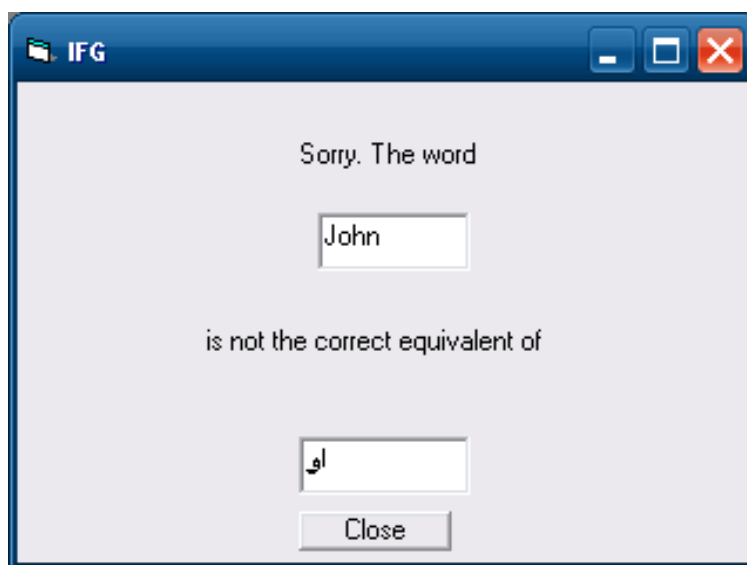 IFG
Sorry. The word
John
is not the correct equivalent of
او
Close